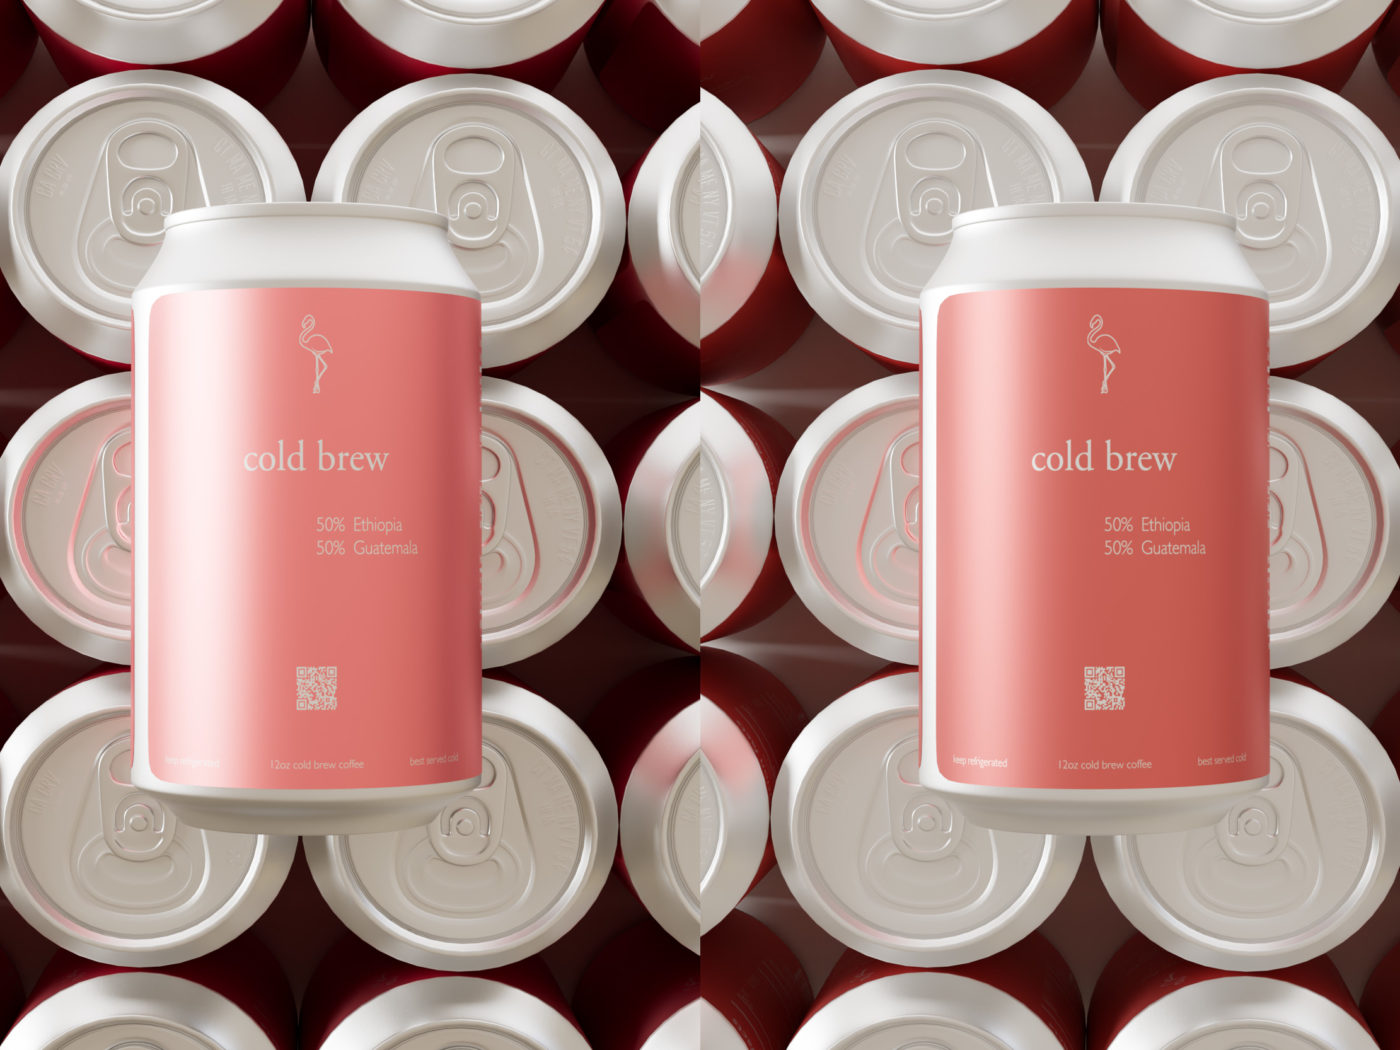 cold brew
50% Ethiopia
50% Guatemala
keep refrigerated
12oz cold brew coffee
best served cold
cold brew
50% Ethiopia
50% Guatemala
keep refrigerated
12oz cold brew coffee
best served cold